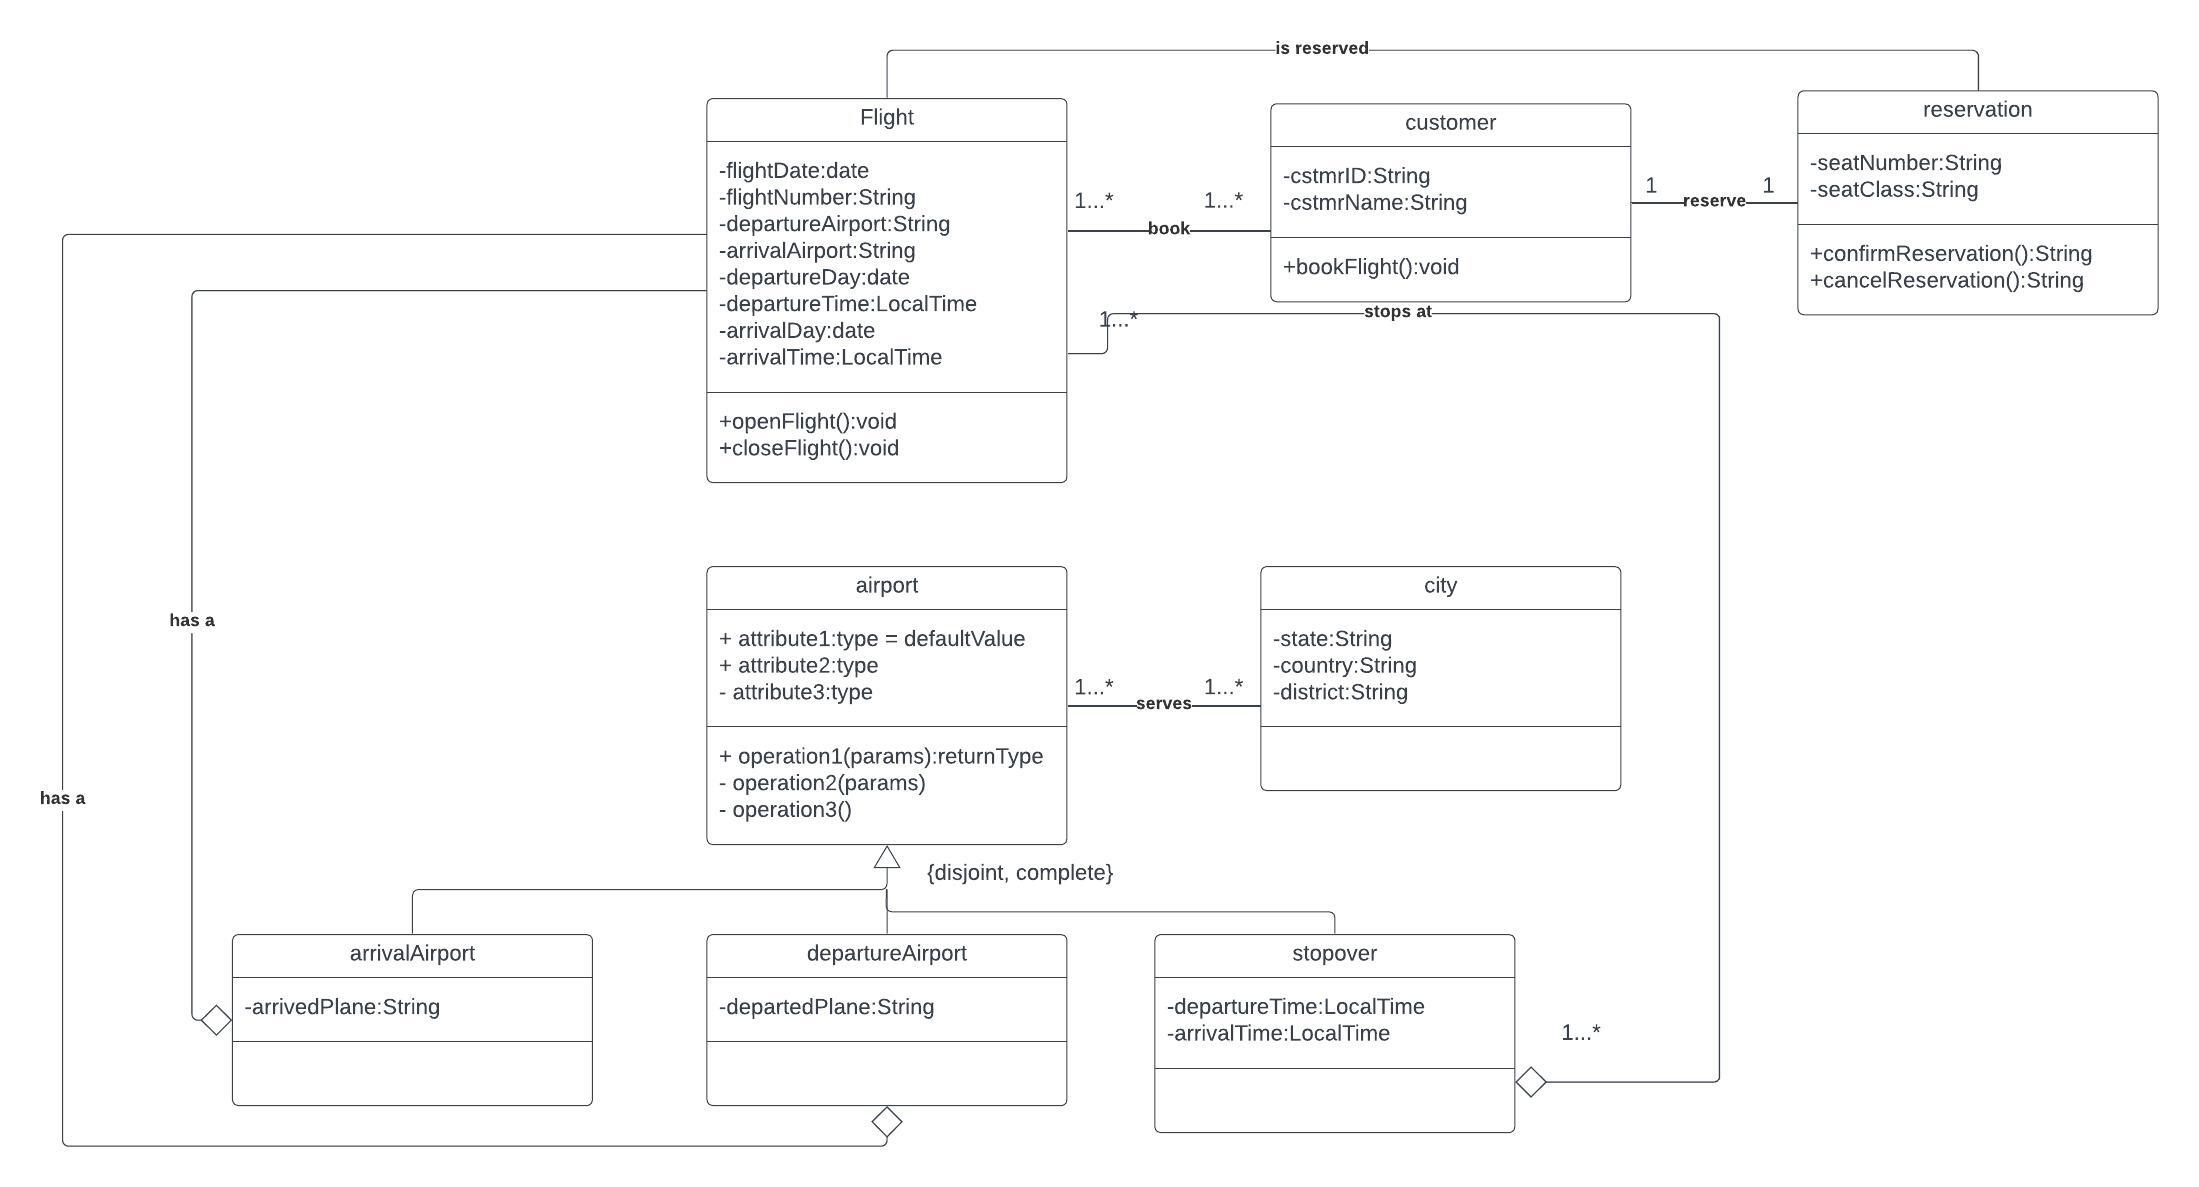 is reserved
Flight
-flightDate:date
-flightNumber:String
-departureAirport:String
-arrivalAirport:String
-departureDay:date
-departureTime:LocalTime
-arrivalDay:date
-arrivalTime:LocalTime
+openFlight():void
+closeFlight():void
1...*
book
1...*
customer
-cstmrID:String
-cstmrName:String
+bookFlight():void
1
reserve
1
reservation
-seatNumber:String
-seatClass:String
+confirmReservation():String
+cancelReservation():String
1...*
stops at
has a
has a
airport
+ attribute1:type = defaultValue
+ attribute2:type
- attribute3:type
+ operation1(params):returnType
- operation2(params)
- operation3()
1...*
serves
1...*
city
-state:String
-country:String
-district:String
{disjoint, complete}
arrivalAirport
-arrivedPlane:String
departureAirport
-departedPlane:String
stopover
-departureTime:LocalTime
-arrivalTime:LocalTime
1...*